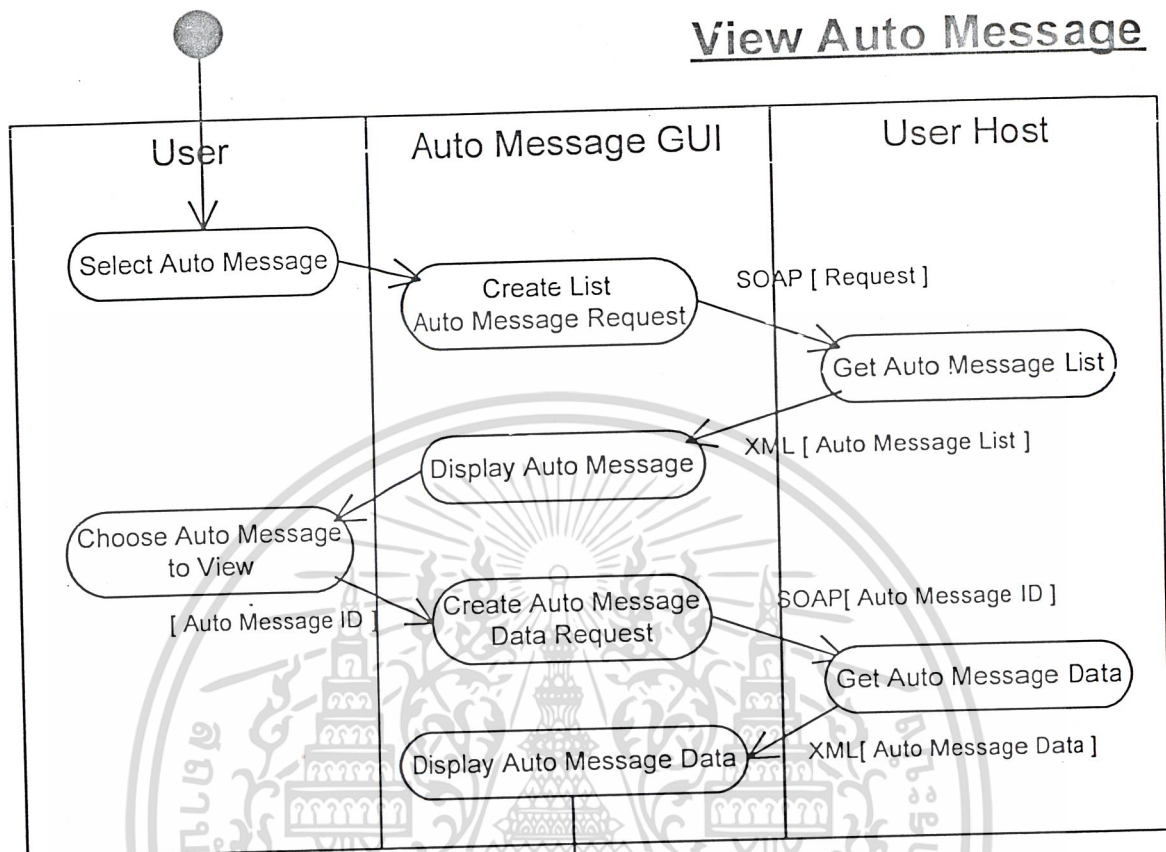 View Auto Message
User
Auto Message GUI
User Host
Select Auto Message
Create List
Auto Message Request
SOAP [ Request ]
Get Auto Message List
XML [ Auto Message List ]
Display Auto Message
Choose Auto Message
to View
[ Auto Message ID ]
Create Auto Message
Data Request
SOAP[ Auto Message ID ]
Get Auto Message Data
XML[ Auto Message Data ]
Display Auto Message Data